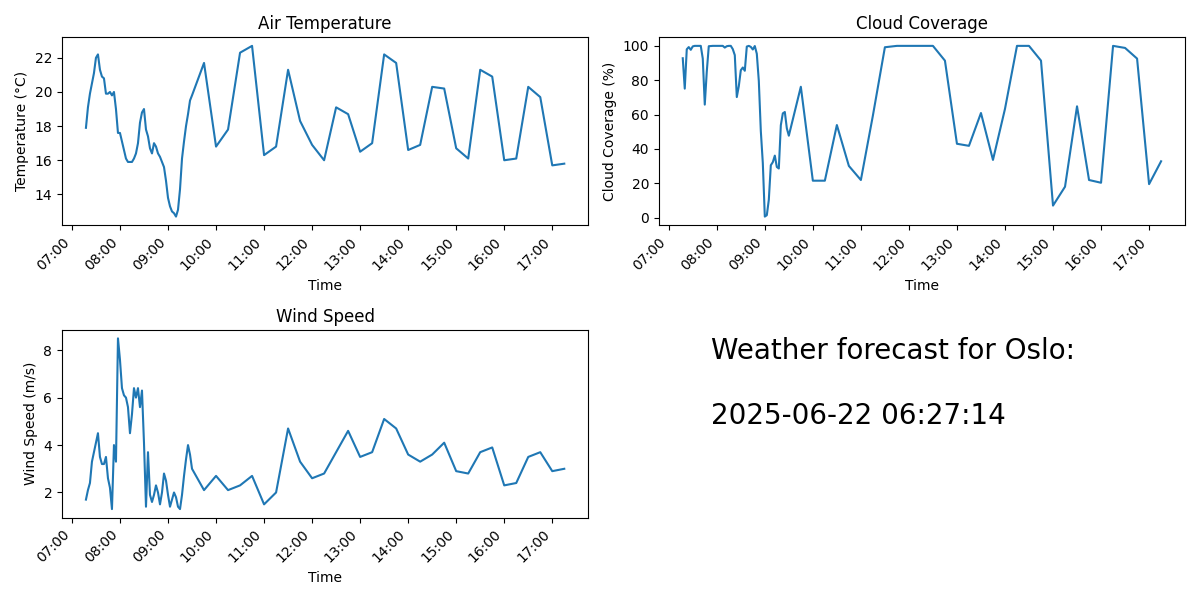 Air Temperature
Temperature (°C)
22
20
18
16
14
07:00 08:00 09:00 10:00 11:00 12:00 13:00 14:00 15:00 16:00 17:00
Time
Cloud Coverage
Cloud Coverage (%)
100
80
60
40
20
0
07:00 08:00 09:00 10:00 11:00 12:00 13:00 14:00 15:00 16:00 17:00
Time
Wind Speed
Wind Speed (m/s)
8
6
4
2
07:00 08:00 09:00 10:00 11:00 12:00 13:00 14:00 15:00 16:00 17:00
Time
Weather forecast for Oslo:
2025-06-22 06:27:14